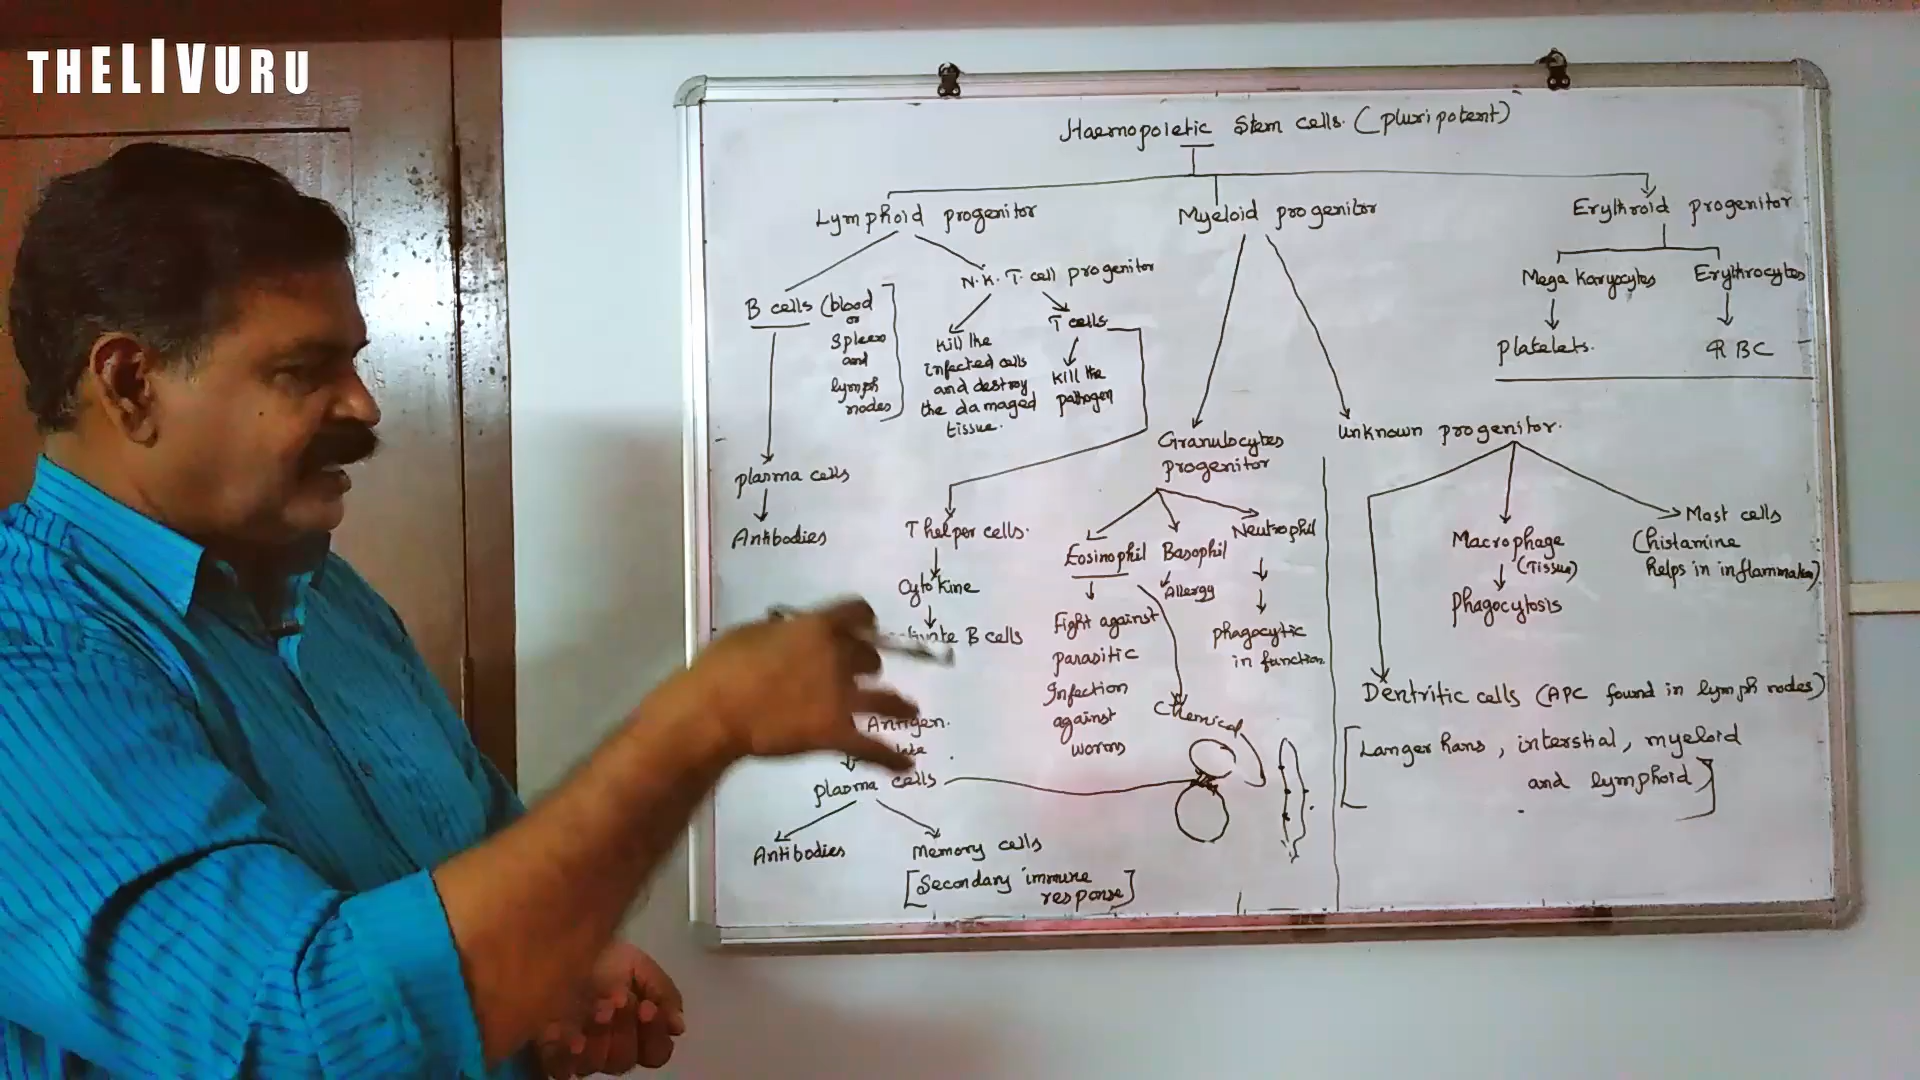 THELIVURU
Haemopoietic Stem cells. (pluripotent)
Lymphoid progenitor
Myeloid progenitor
Erythroid progenitor
B cells (blood
or
spleen
and
lymph
nodes
N.K. T. cell progenitor
Kill the
infected cells
and destroy
the damaged
tissue.
T cells
Kill the
pathogen
Mega karyocytes
Erythrocytes
Platelets.
RBC
plasma cells
Antibodies
T helper cells.
Cytokine
B cells
Antigen.
plasma cells
Antibodies
Memory cells
[Secondary immune
response]
Granulocytes
progenitor
Eosinophil
Basophil
Neutrophil
Allergy
Fight against
parasitic
Infection
against
worms
Chemical
phagocytic
in function
Unknown progenitor.
Macrophage
(Tissue)
Phagocytosis
Mast cells
(histamine
helps in inflammation)
Dentritic cells (APC found in lymph nodes)
[Langerhans, interstial, myeloid
and lymphoid]